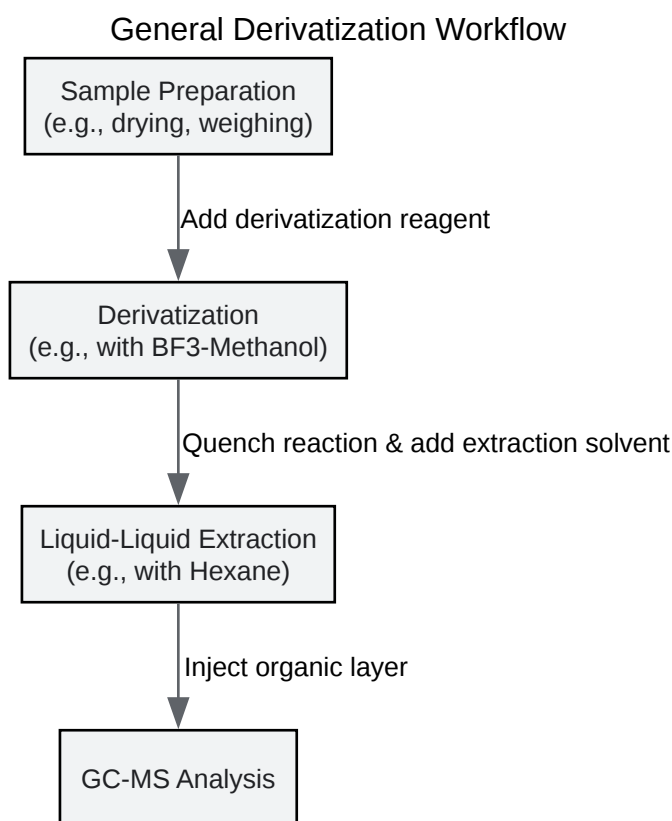 General Derivatization Workflow
Sample Preparation
(e.g., drying, weighing)
Add derivatization reagent
Derivatization
(e.g., with BF3-Methanol)
Quench reaction & add extraction solvent
Liquid-Liquid Extraction
(e.g., with Hexane)
Inject organic layer
GC-MS Analysis